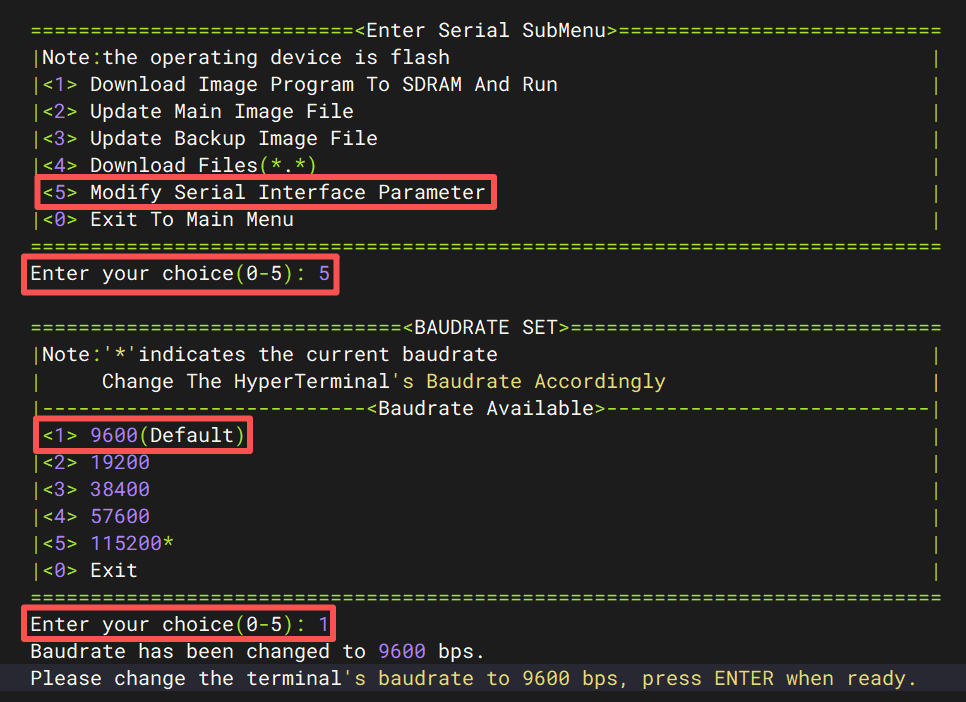 ===========================<Enter Serial SubMenu>===========================
|Note:the operating device is flash |
|<1> Download Image Program To SDRAM And Run |
|<2> Update Main Image File |
|<3> Update Backup Image File |
|<4> Download Files(*.*) |
|<5> Modify Serial Interface Parameter |
|<0> Exit To Main Menu |
============================================================================
Enter your choice(0-5): 5
===============================<BAUDRATE SET>===============================
|Note:'*'indicates the current baudrate |
| Change The HyperTerminal's Baudrate Accordingly |
|---------------------------<Baudrate Available>---------------------------|
|<1> 9600(Default) |
|<2> 19200 |
|<3> 38400 |
|<4> 57600 |
|<5> 115200* |
|<0> Exit |
============================================================================
Enter your choice(0-5): 1
Baudrate has been changed to 9600 bps.
Please change the terminal's baudrate to 9600 bps, press ENTER when ready.